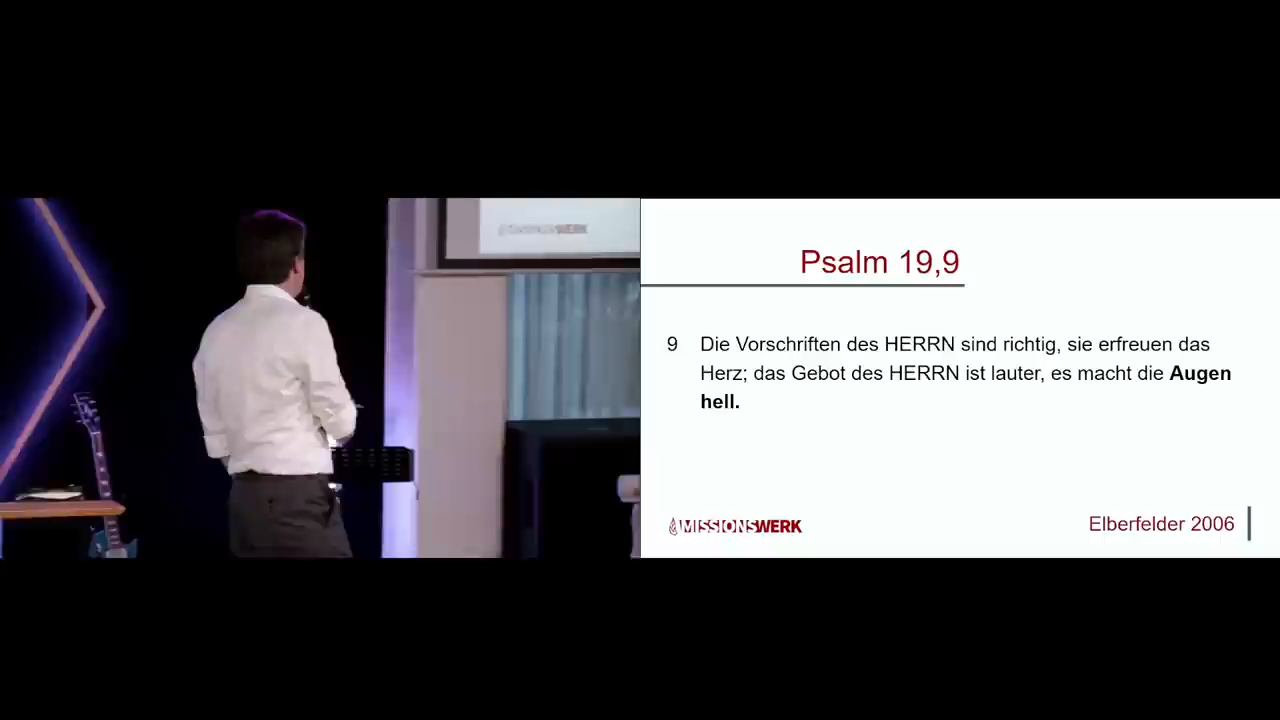 Psalm 19,9
9 Die Vorschriften des HERRN sind richtig, sie erfreuen das
Herz; das Gebot des HERRN ist lauter, es macht die Augen
hell.
MISSIONSWERK
Elberfelder 2006